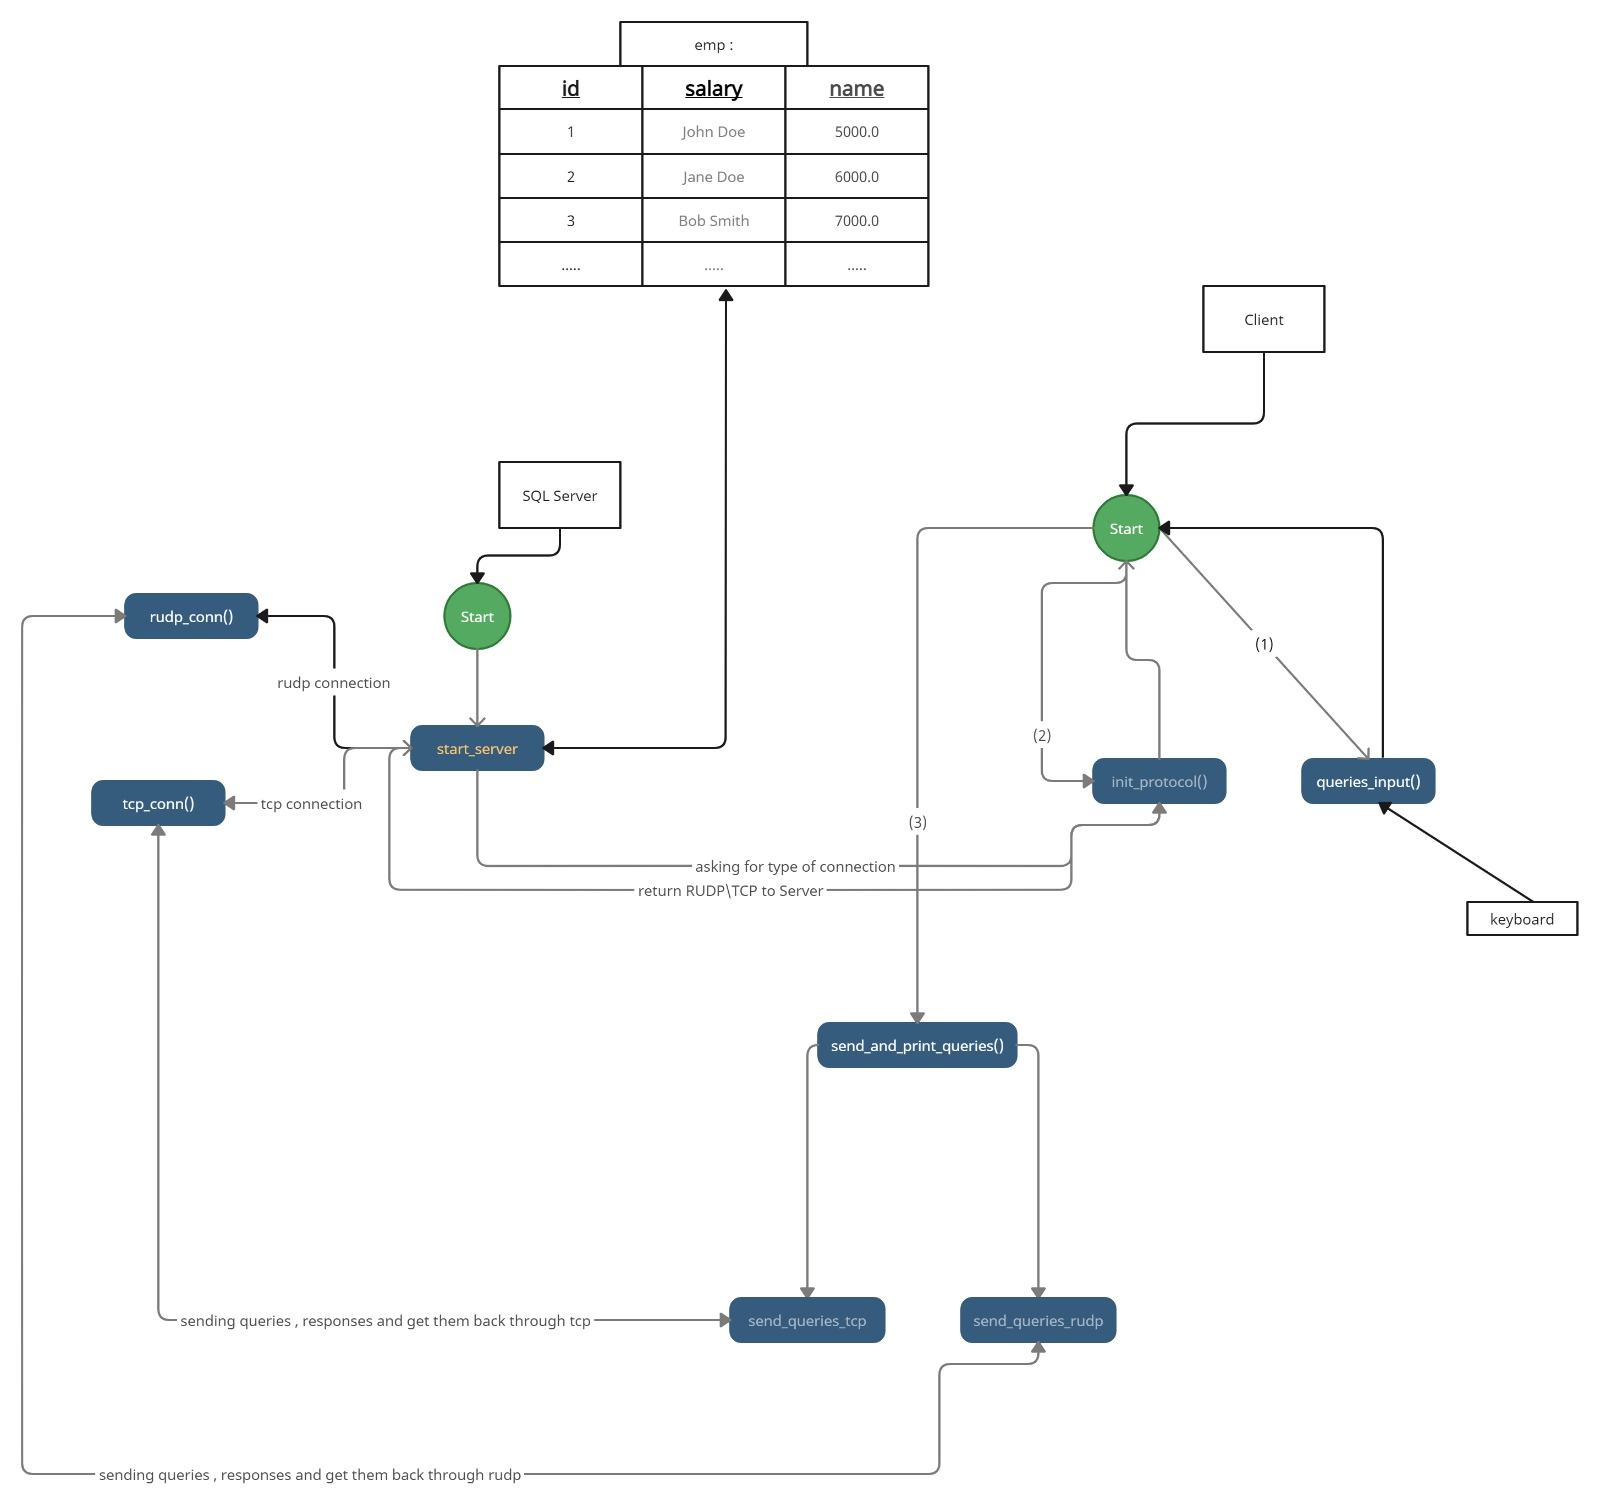 emp :
id salary name
1 John Doe 5000.0
2 Jane Doe 6000.0
3 Bob Smith 7000.0
..... ..... .....
Client
SQL Server
Start
Start
rudp_conn()
(1)
rudp connection
(2)
start_server
init_protocol()
queries_input()
tcp_conn()
tcp connection
(3)
asking for type of connection
return RUDP\TCP to Server
keyboard
send_and_print_queries()
sending queries , responses and get them back through tcp
send_queries_tcp
send_queries_rudp
sending queries , responses and get them back through rudp